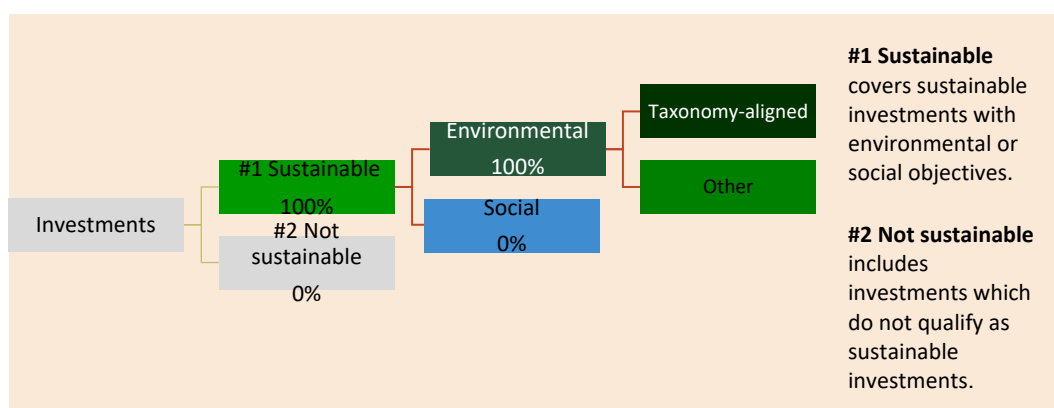 Investments
#1 Sustainable
100%
#2 Not
sustainable
0%
Environmental
100%
Social
0%
Taxonomy-aligned
Other
#1 Sustainable
covers sustainable
investments with
environmental or
social objectives.
#2 Not sustainable
includes
investments which
do not qualify as
sustainable
investments.